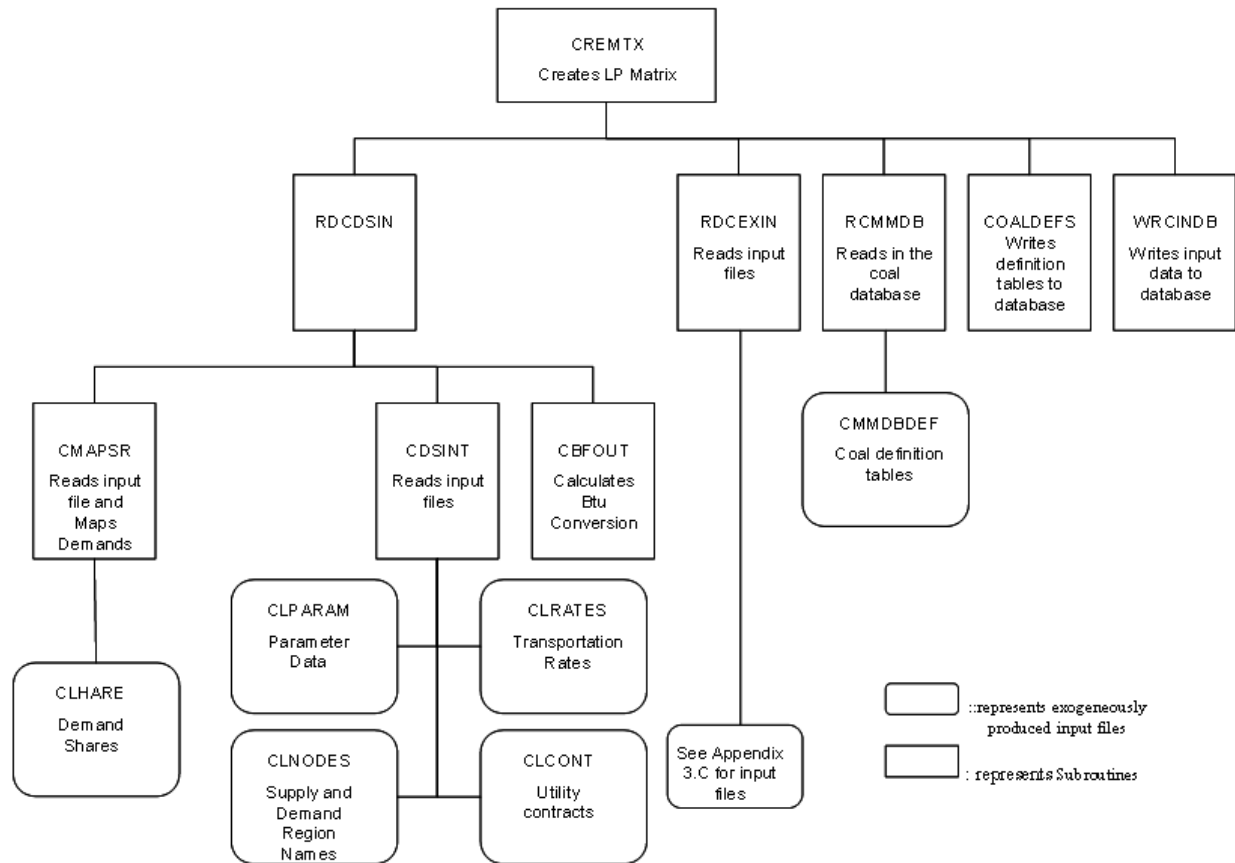 CREMTX
Creates LP Matrix
RDCDSIN
RDCEXIN
Reads input
files
RCMMDB
Reads in the
coal
database
COALDEFS
Writes
definition
tables to
database
WRCINDB
Writes input
data to
database
CMAPSR
Reads input
file and
Maps
Demands
CDSINT
Reads input
files
CBFOUT
Calculates
Btu
Conversion
CMMDBDEF
Coal definition
tables
CLPARAM
Parameter
Data
CLRATES
Transportation
Rates
CLHARE
Demand
Shares
CLNODES
Supply and
Demand
Region
Names
CLCONT
Utility
contracts
See Appendix
3.C for input
files
::represents exogeneously
produced input files
: represents Subroutines